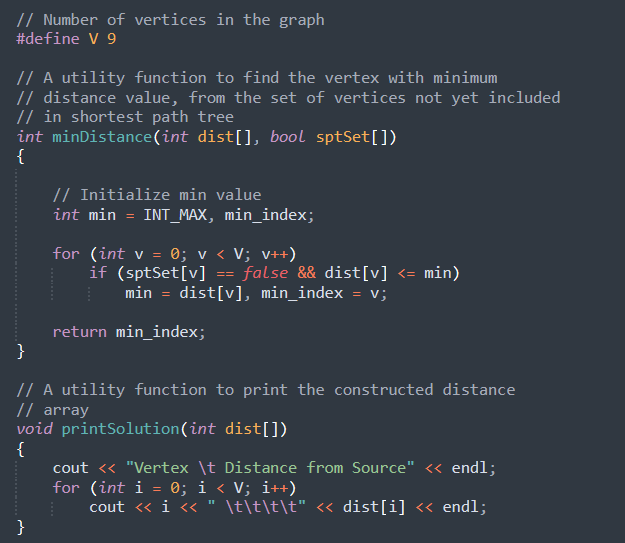 // Number of vertices in the graph
#define V 9
// A utility function to find the vertex with minimum
// distance value, from the set of vertices not yet included
// in shortest path tree
int minDistance(int dist[], bool sptSet[])
{
// Initialize min value
int min = INT_MAX, min_index;
for (int v = 0; v < V; v++)
if (sptSet[v] == false && dist[v] <= min)
min = dist[v], min_index = v;
return min_index;
}
// A utility function to print the constructed distance
// array
void printSolution(int dist[])
{
cout << "Vertex \t Distance from Source" << endl;
for (int i = 0; i < V; i++)
cout << i << " \t\t\t\t" << dist[i] << endl;
}